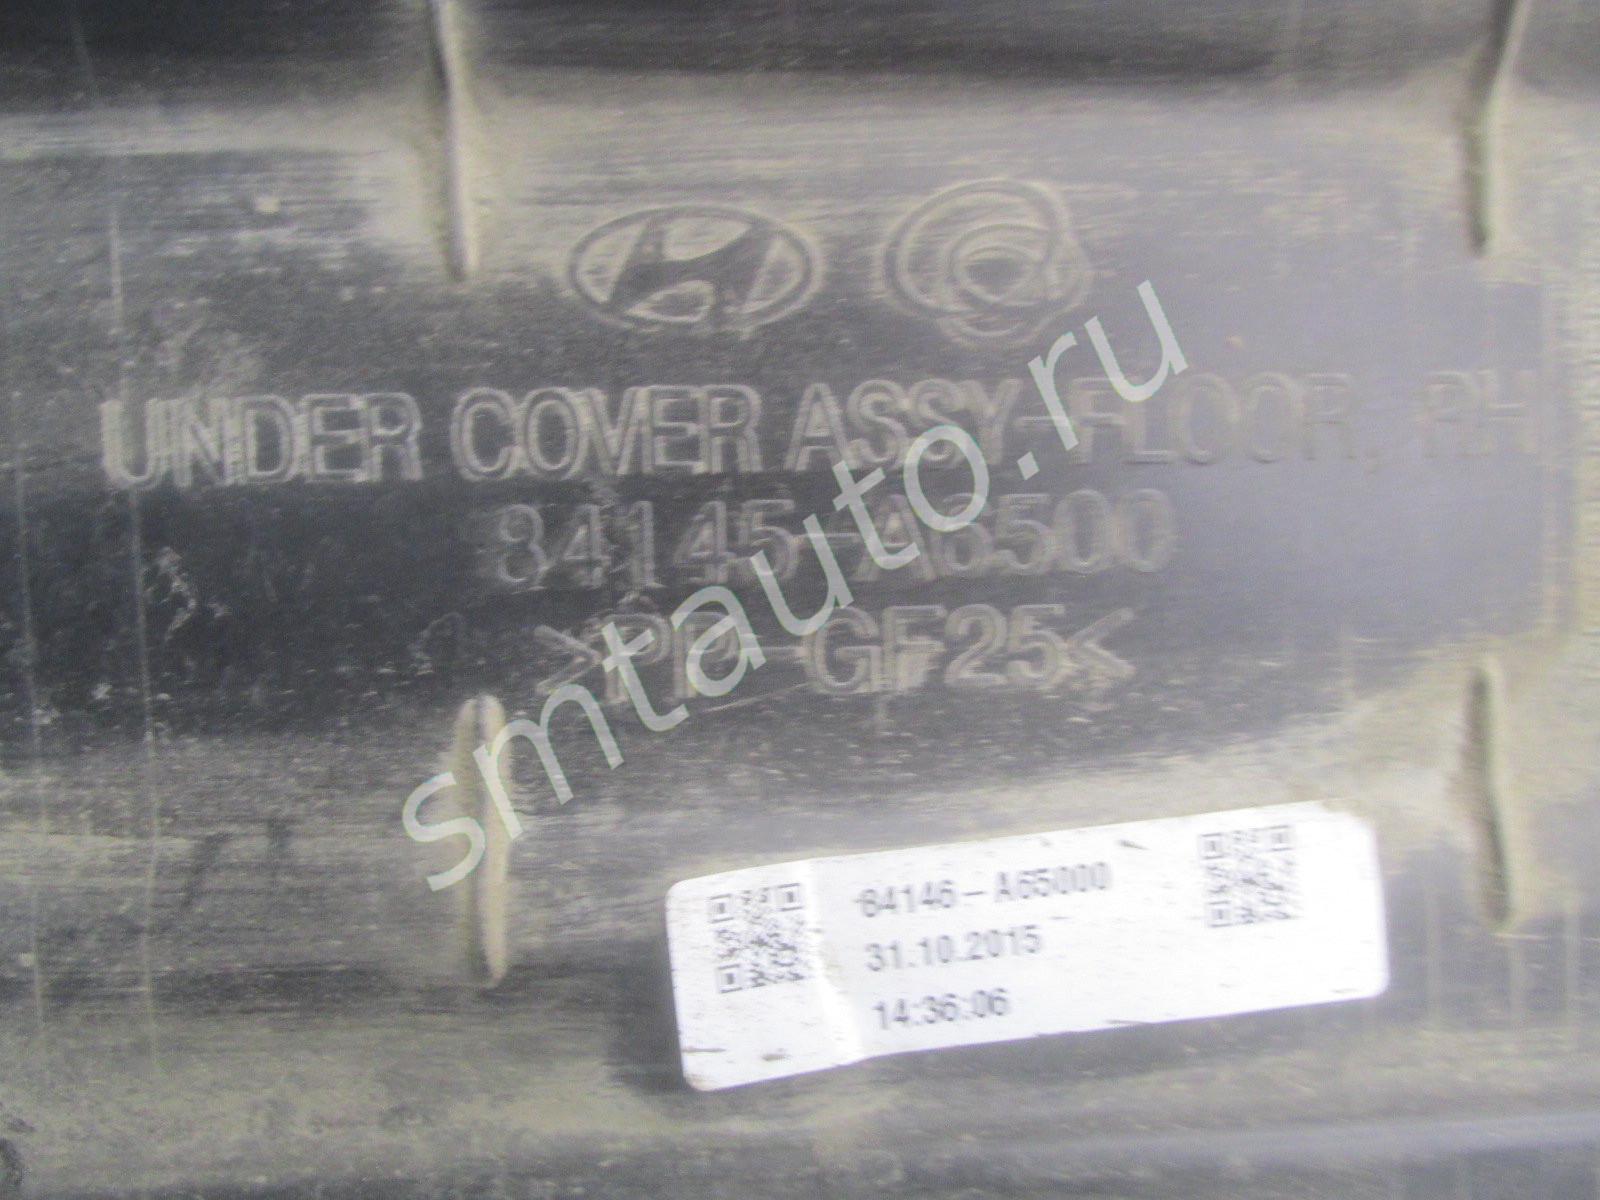 UNDER COVER ASSY-FLOOR, RH
84145-A6500
>PP-GF25<
smtauto.ru
84146-A65000
31.10.2015
14:36:06